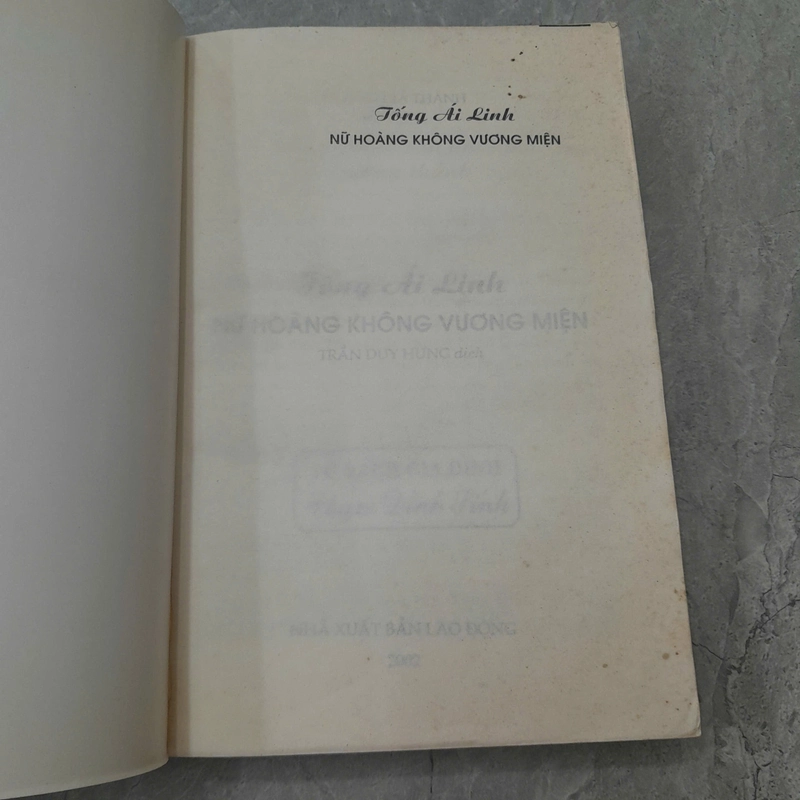 Tống Ái Linh
NỮ HOÀNG KHÔNG VƯƠNG MIỆN
Tống Ái Linh
NỮ HOÀNG KHÔNG VƯƠNG MIỆN
TRẦN DUY HƯNG dịch
NHÀ XUẤT BẢN LAO ĐỘNG
2002